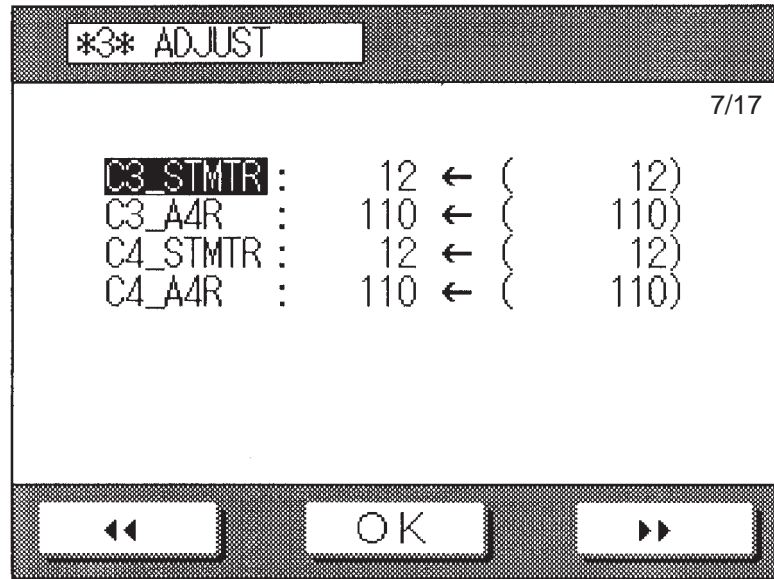 *3* ADJUST
7/17
C3_STMTR : 12 ← ( 12)
C3_A4R : 110 ← ( 110)
C4_STMTR : 12 ← ( 12)
C4_A4R : 110 ← ( 110)
OK